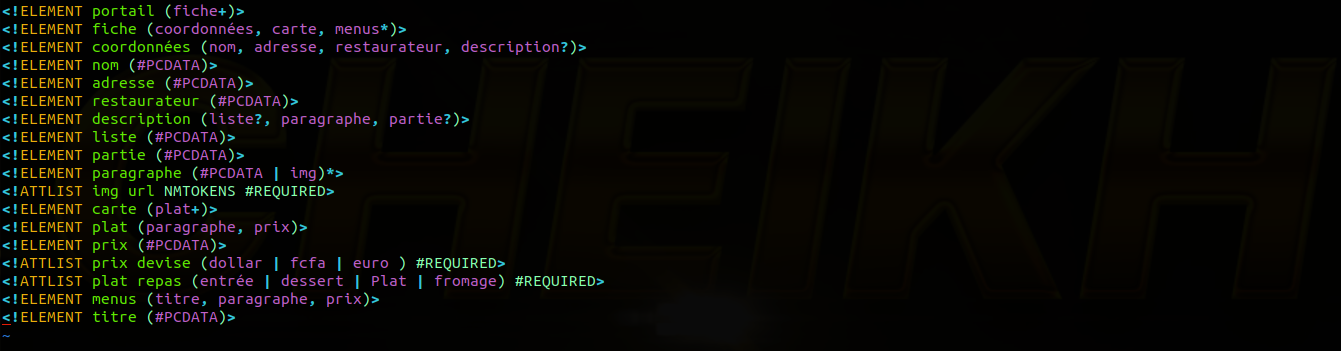 <!ELEMENT portail (fiche+)>
<!ELEMENT fiche (coordonnées, carte, menus*)>
<!ELEMENT coordonnées (nom, adresse, restaurateur, description?)>
<!ELEMENT nom (#PCDATA)>
<!ELEMENT adresse (#PCDATA)>
<!ELEMENT restaurateur (#PCDATA)>
<!ELEMENT description (liste?, paragraphe, partie?)>
<!ELEMENT liste (#PCDATA)>
<!ELEMENT partie (#PCDATA)>
<!ELEMENT paragraphe (#PCDATA | img)*>
<!ATTLIST img url NMTOKENS #REQUIRED>
<!ELEMENT carte (plat+)>
<!ELEMENT plat (paragraphe, prix)>
<!ELEMENT prix (#PCDATA)>
<!ATTLIST prix devise (dollar | fcfa | euro ) #REQUIRED>
<!ATTLIST plat repas (entrée | dessert | Plat | fromage) #REQUIRED>
<!ELEMENT menus (titre, paragraphe, prix)>
<!ELEMENT titre (#PCDATA)>
~
CHEIKH